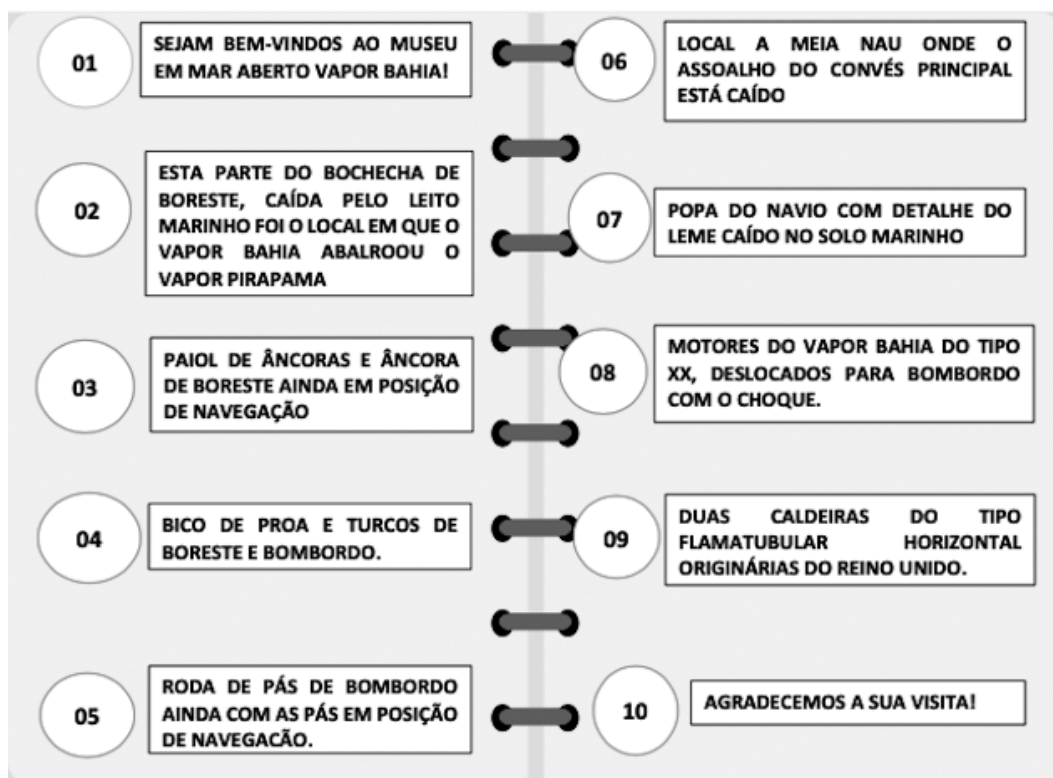 01
SEJAM BEM-VINDOS AO MUSEU
EM MAR ABERTO VAPOR BAHIA!
02
ESTA PARTE DO BOCHECHA DE
BORESTE, CAÍDA PELO LEITO
MARINHO FOI O LOCAL EM QUE O
VAPOR BAHIA ABALROOU O
VAPOR PIRAPAMA
03
PAIOL DE ÂNCORAS E ÂNCORA
DE BORESTE AINDA EM POSIÇÃO
DE NAVEGAÇÃO
04
BICO DE PROA E TURCOS DE
BORESTE E BOMBORDO.
05
RODA DE PÁS DE BOMBORDO
AINDA COM AS PÁS EM POSIÇÃO
DE NAVEGACÃO.
06
LOCAL A MEIA NAU ONDE O
ASSOALHO DO CONVÉS PRINCIPAL
ESTÁ CAÍDO
07
POPA DO NAVIO COM DETALHE DO
LEME CAÍDO NO SOLO MARINHO
08
MOTORES DO VAPOR BAHIA DO TIPO
XX, DESLOCADOS PARA BOMBORDO
COM O CHOQUE.
09
DUAS CALDEIRAS DO TIPO
FLAMATUBULAR HORIZONTAL
ORIGINÁRIAS DO REINO UNIDO.
10
AGRADECEMOS A SUA VISITA!